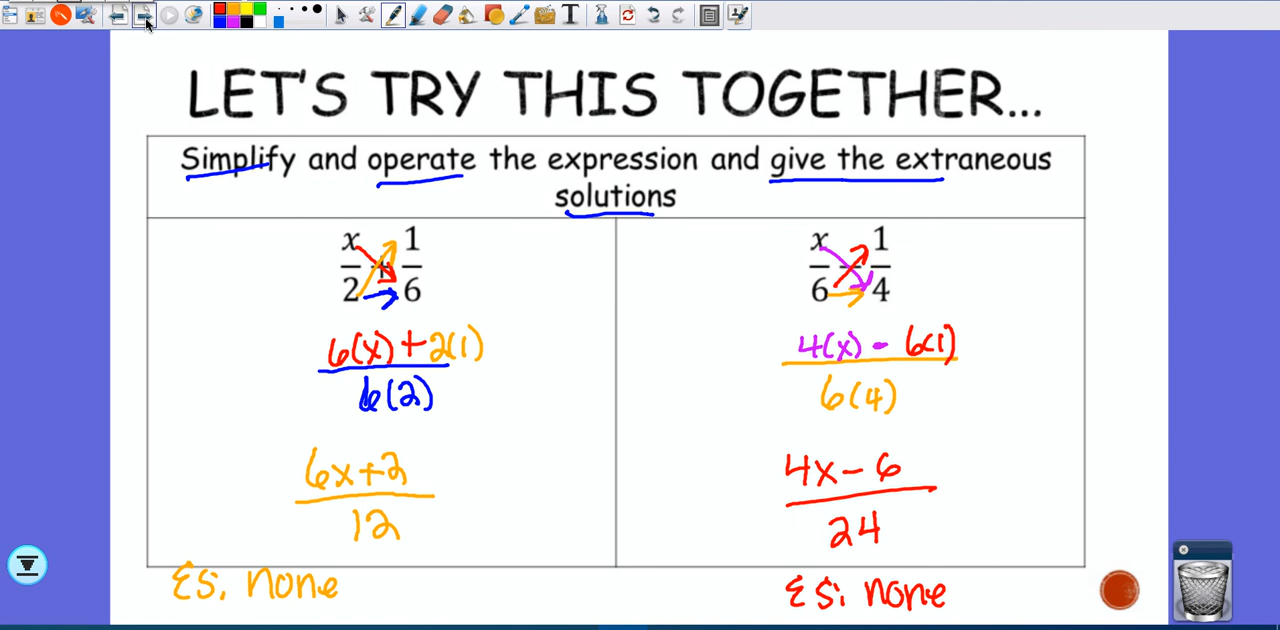 LET'S TRY THIS TOGETHER...
Simplify and operate the expression and give the extraneous
solutions
x/2 + 1/6
6(x) + 2(1)
6(2)
6x+2
12
ES: none
x/6 − 1/4
4(x) - 6(1)
6(4)
4x - 6
24
ES: none